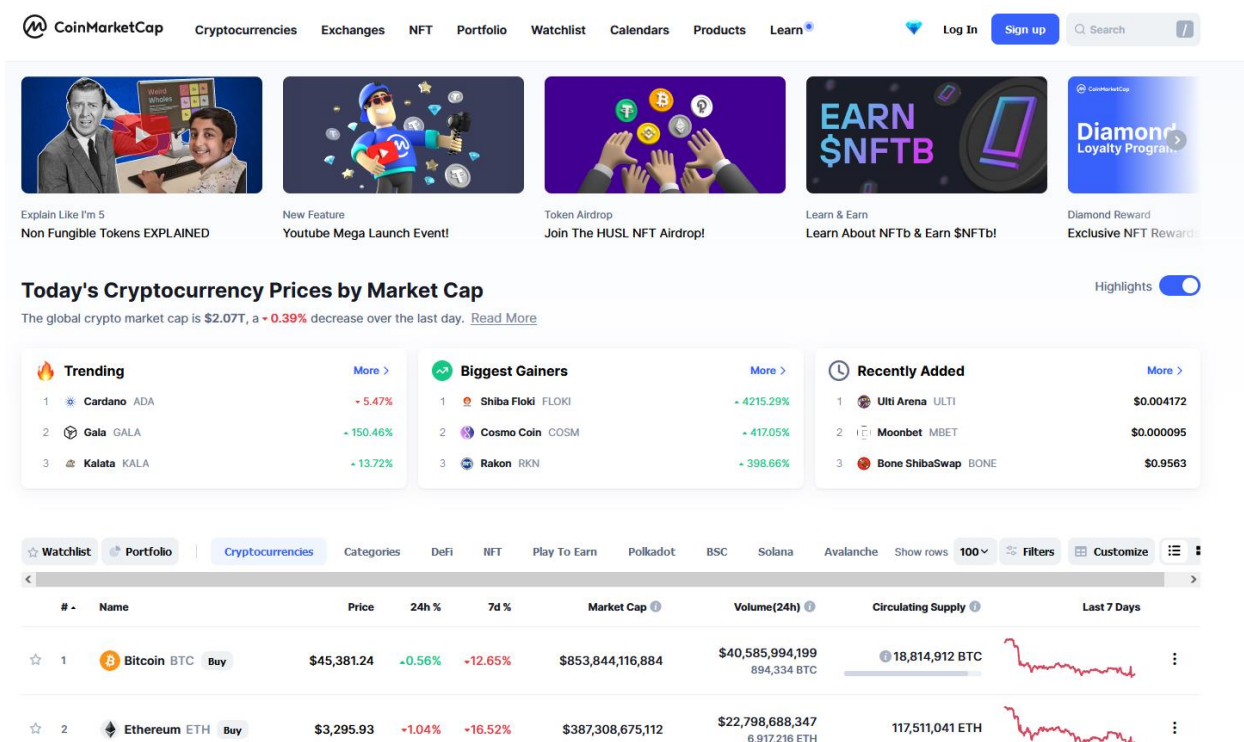 CoinMarketCap Cryptocurrencies Exchanges NFT Portfolio Watchlist Calendars Products Learn Log In Sign up Search /
Weird
Whales
EARN
$NFTB
CoinMarketCap
Diamond
Loyalty Program
Explain Like I'm 5
Non Fungible Tokens EXPLAINED
New Feature
Youtube Mega Launch Event!
Token Airdrop
Join The HUSL NFT Airdrop!
Learn & Earn
Learn About NFTb & Earn $NFTb!
Diamond Reward
Exclusive NFT Rewards
Today's Cryptocurrency Prices by Market Cap
Highlights
The global crypto market cap is $2.07T, a 0.39% decrease over the last day. Read More
Trending More >
1 Cardano ADA 5.47%
2 Gala GALA 150.46%
3 Kalata KALA 13.72%
Biggest Gainers More >
1 Shiba Floki FLOKI 4215.29%
2 Cosmo Coin COSM 417.05%
3 Rakon RKN 398.66%
Recently Added More >
1 Ulti Arena ULTI $0.004172
2 Moonbet MBET $0.000095
3 Bone ShibaSwap BONE $0.9563
Watchlist Portfolio Cryptocurrencies Categories DeFi NFT Play To Earn Polkadot BSC Solana Avalanche Show rows 100 Filters Customize
# Name Price 24h % 7d % Market Cap Volume(24h) Circulating Supply Last 7 Days
1 Bitcoin BTC Buy $45,381.24 0.56% 12.65% $853,844,116,884 $40,585,994,199 18,814,912 BTC
894,334 BTC
2 Ethereum ETH Buy $3,295.93 1.04% 16.52% $387,308,675,112 $22,798,688,347 117,511,041 ETH
6,917,216 ETH